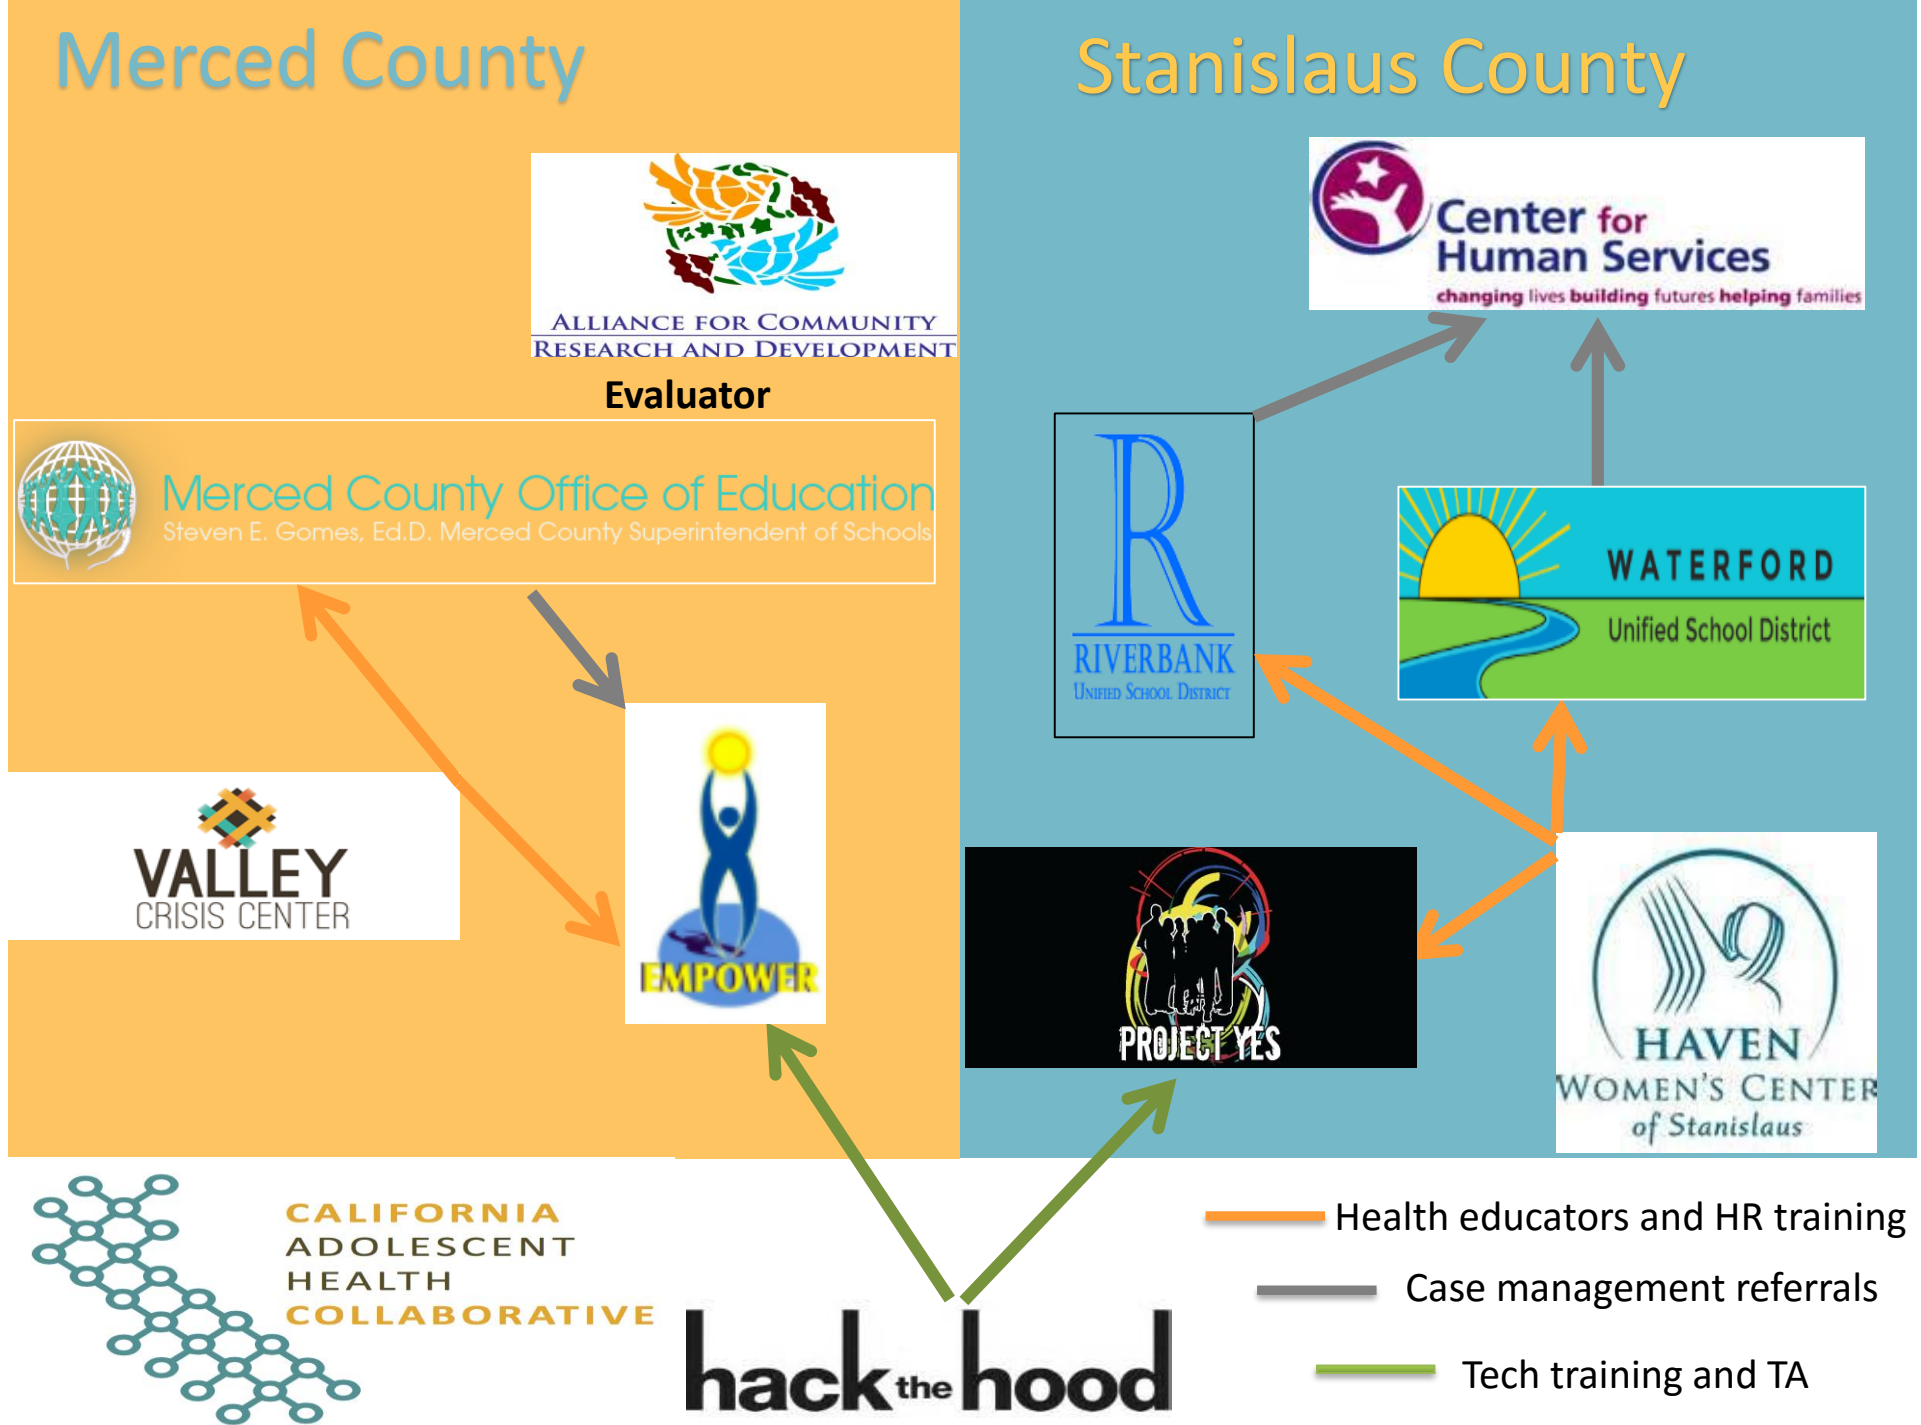 Merced County
Stanislaus County
ALLIANCE FOR COMMUNITY
RESEARCH AND DEVELOPMENT
Evaluator
Center for
Human Services
changing lives building futures helping families
Merced County Office of Education
Steven E. Gomes, Ed.D. Merced County Superintendent of Schools
R
RIVERBANK
UNIFIED SCHOOL DISTRICT
WATERFORD
Unified School District
VALLEY
CRISIS CENTER
EMPOWER
PROJECT YES
HAVEN
WOMEN'S CENTER
of Stanislaus
CALIFORNIA
ADOLESCENT
HEALTH
COLLABORATIVE
hack the hood
Health educators and HR training
Case management referrals
Tech training and TA